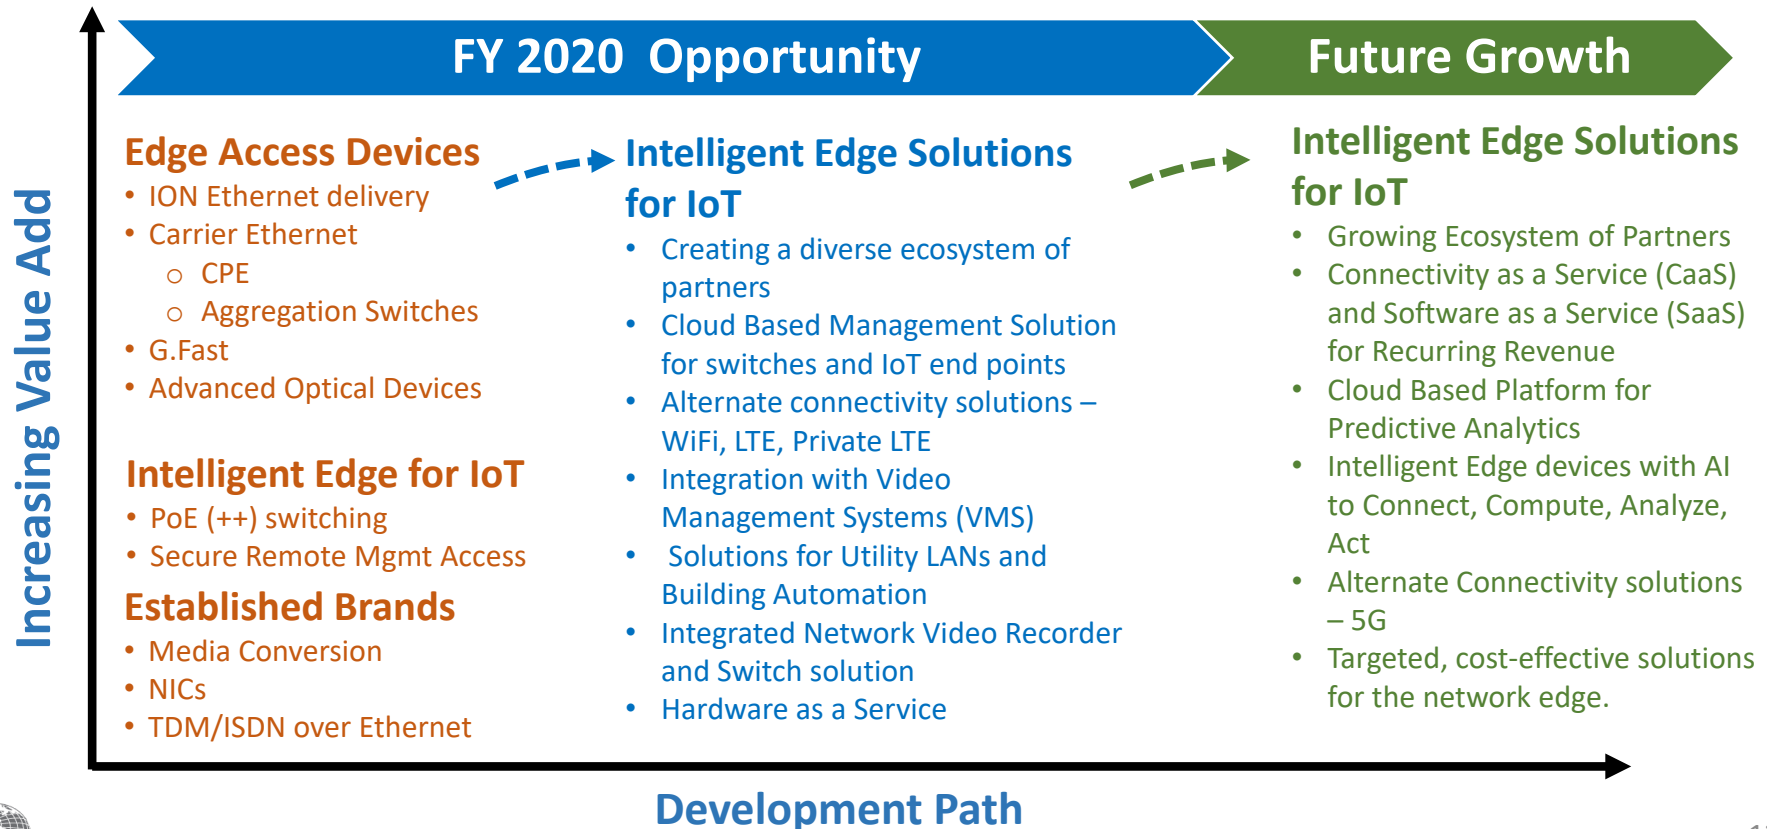 FY 2020 Opportunity
Future Growth
Increasing Value Add
Edge Access Devices
• ION Ethernet delivery
• Carrier Ethernet
o CPE
o Aggregation Switches
• G.Fast
• Advanced Optical Devices
Intelligent Edge for IoT
• PoE (++) switching
• Secure Remote Mgmt Access
Established Brands
• Media Conversion
• NICs
• TDM/ISDN over Ethernet
Intelligent Edge Solutions
for IoT
• Creating a diverse ecosystem of
partners
• Cloud Based Management Solution
for switches and IoT end points
• Alternate connectivity solutions –
WiFi, LTE, Private LTE
• Integration with Video
Management Systems (VMS)
• Solutions for Utility LANs and
Building Automation
• Integrated Network Video Recorder
and Switch solution
• Hardware as a Service
Intelligent Edge Solutions
for IoT
• Growing Ecosystem of Partners
• Connectivity as a Service (CaaS)
and Software as a Service (SaaS)
for Recurring Revenue
• Cloud Based Platform for
Predictive Analytics
• Intelligent Edge devices with AI
to Connect, Compute, Analyze,
Act
• Alternate Connectivity solutions
– 5G
• Targeted, cost-effective solutions
for the network edge.
Development Path